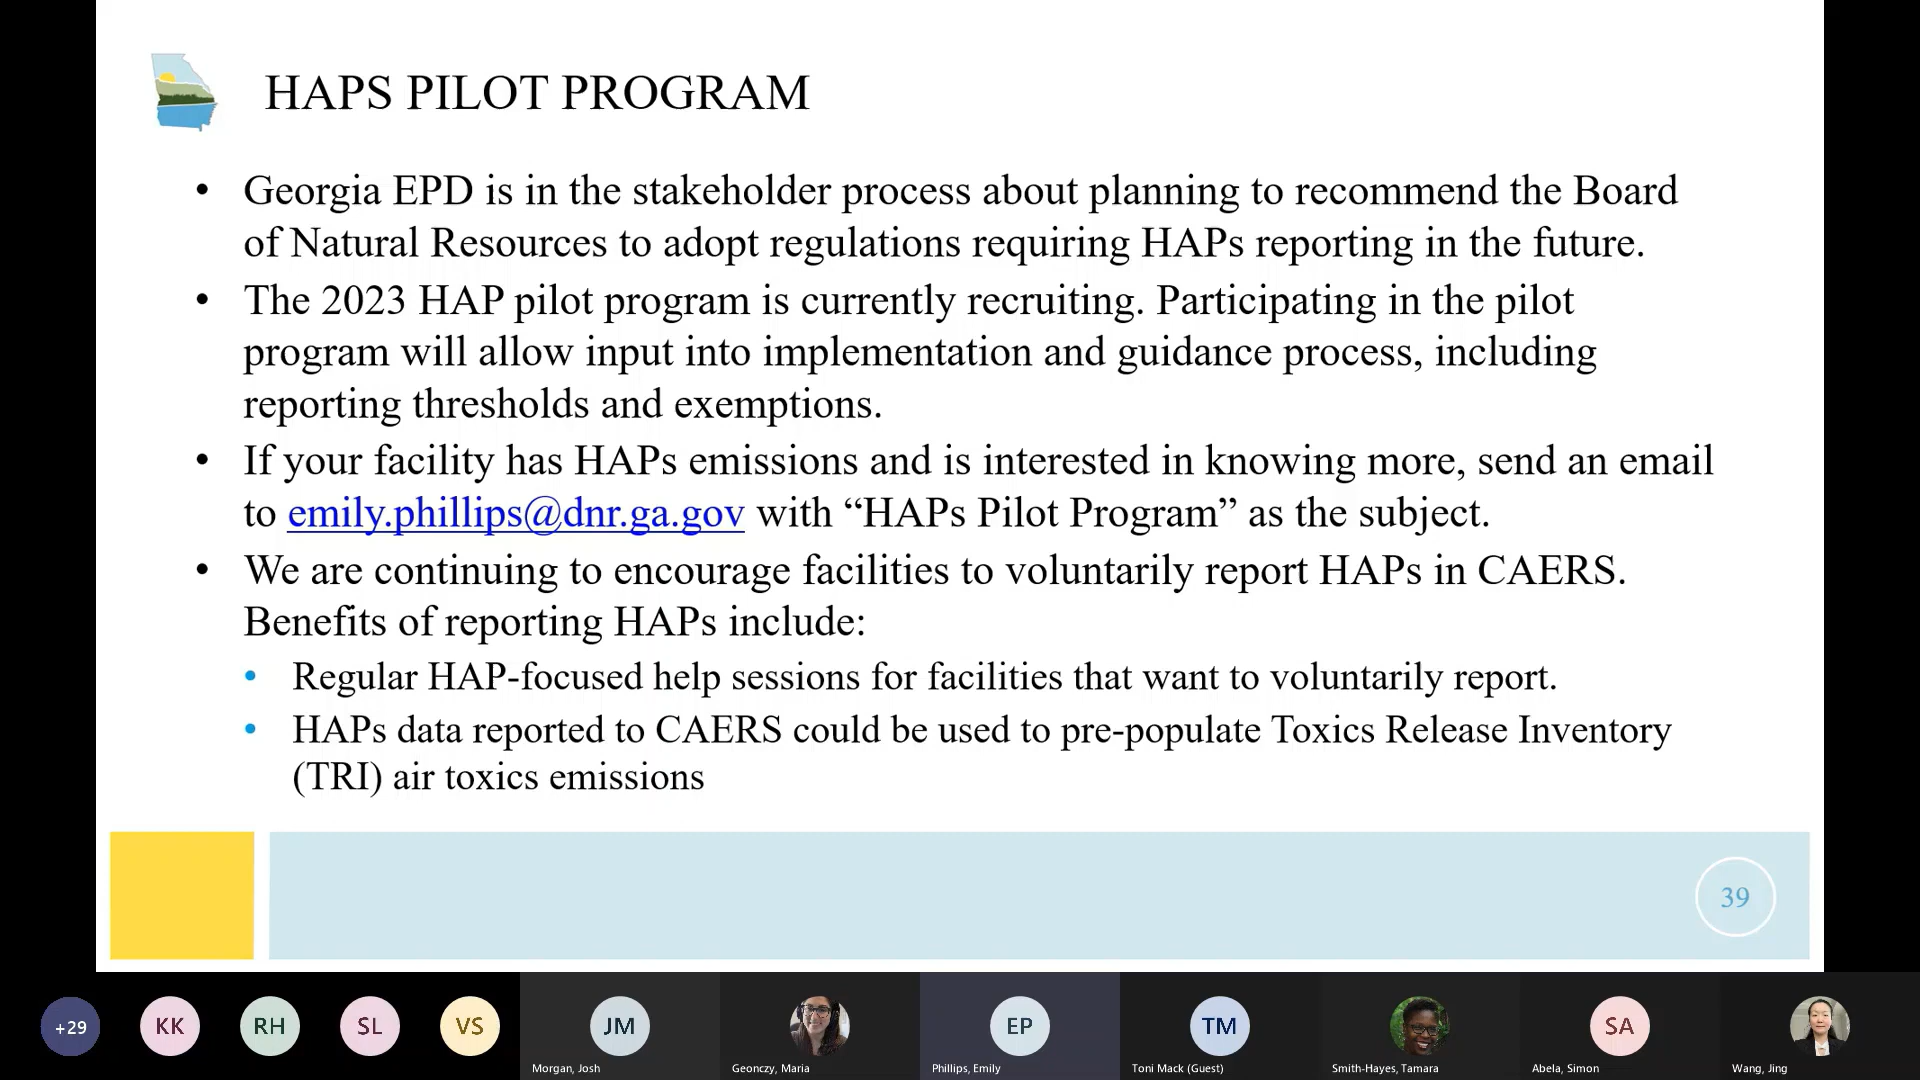 HAPS PILOT PROGRAM
• Georgia EPD is in the stakeholder process about planning to recommend the Board
of Natural Resources to adopt regulations requiring HAPs reporting in the future.
• The 2023 HAP pilot program is currently recruiting. Participating in the pilot
program will allow input into implementation and guidance process, including
reporting thresholds and exemptions.
• If your facility has HAPs emissions and is interested in knowing more, send an email
to emily.phillips@dnr.ga.gov with “HAPs Pilot Program” as the subject.
• We are continuing to encourage facilities to voluntarily report HAPs in CAERS.
Benefits of reporting HAPs include:
• Regular HAP-focused help sessions for facilities that want to voluntarily report.
• HAPs data reported to CAERS could be used to pre-populate Toxics Release Inventory
(TRI) air toxics emissions
39
+29 KK RH SL VS JM EP TM SA
Morgan, Josh Geonczy, Maria Phillips, Emily Toni Mack (Guest) Smith-Hayes, Tamara Abela, Simon Wang, Jing